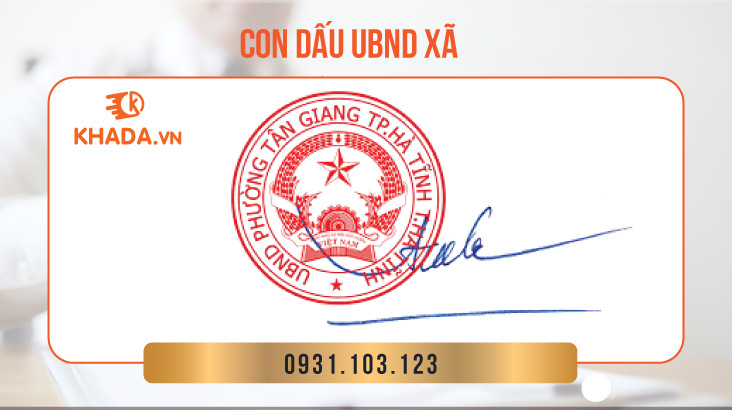 CON DẤU UBND XÃ
KHADA.VN
UBND PHƯỜNG TÂN GIANG TP.HÀ TĨNH T.HÀ TĨNH
VIỆT NAM
0931.103.123